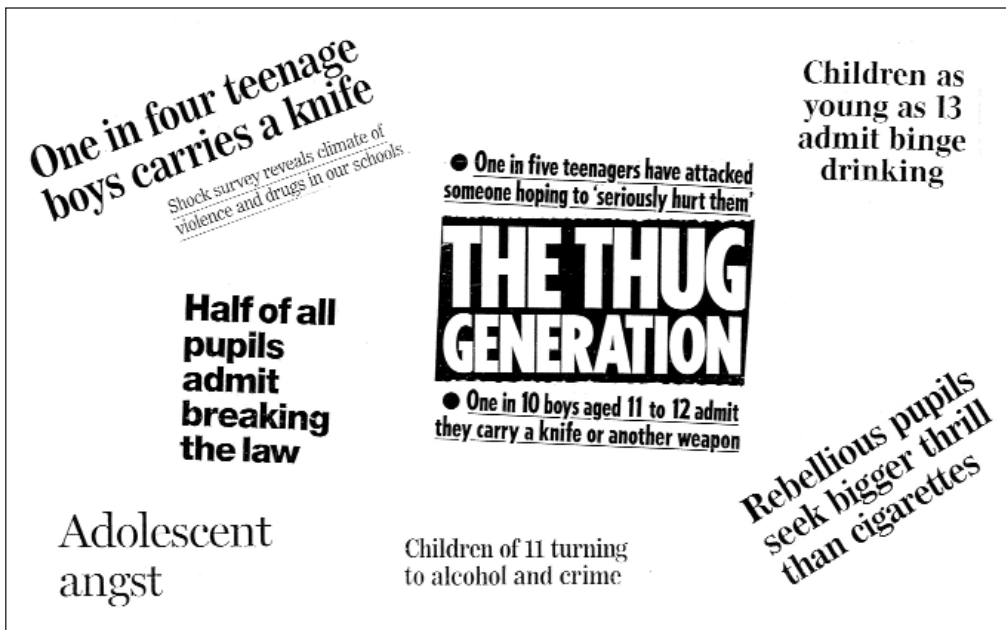 One in four teenage
boys carries a knife
Shock survey reveals climate of
violence and drugs in our schools
Children as
young as 13
admit binge
drinking
● One in five teenagers have attacked
someone hoping to ‘seriously hurt them’
THE THUG
GENERATION
● One in 10 boys aged 11 to 12 admit
they carry a knife or another weapon
Half of all
pupils
admit
breaking
the law
Rebellious pupils
seek bigger thrill
than cigarettes
Adolescent
angst
Children of 11 turning
to alcohol and crime